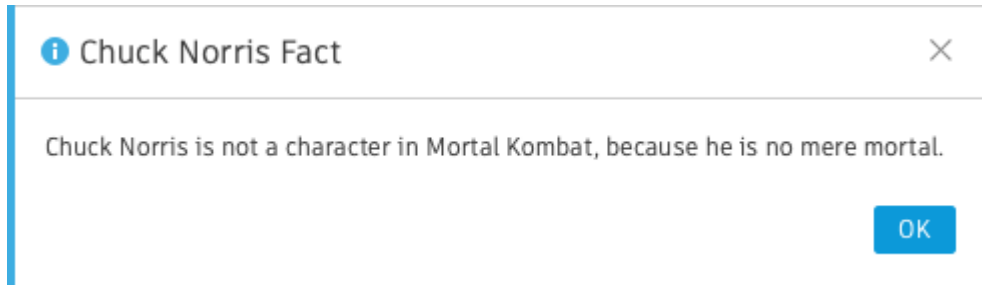 Chuck Norris Fact
Chuck Norris is not a character in Mortal Kombat, because he is no mere mortal.
OK